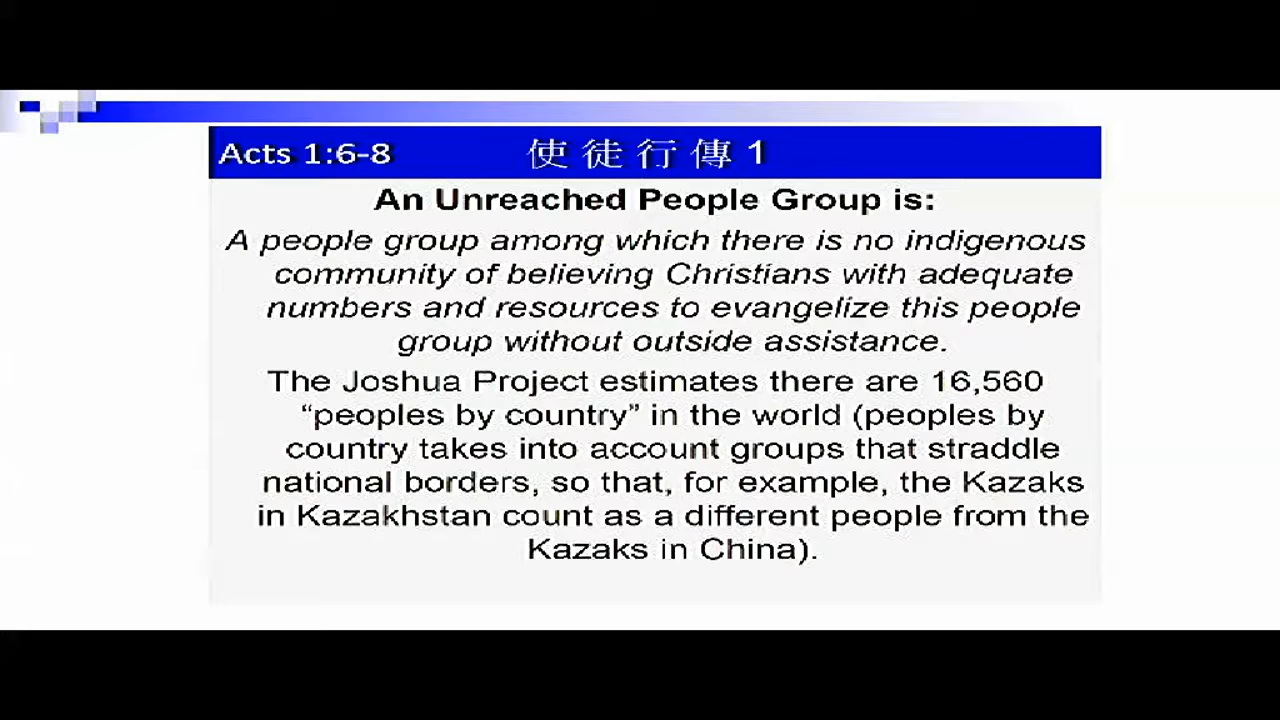 Acts 1:6-8 使徒行傳 1
An Unreached People Group is:
A people group among which there is no indigenous
community of believing Christians with adequate
numbers and resources to evangelize this people
group without outside assistance.
The Joshua Project estimates there are 16,560
“peoples by country” in the world (peoples by
country takes into account groups that straddle
national borders, so that, for example, the Kazaks
in Kazakhstan count as a different people from the
Kazaks in China).